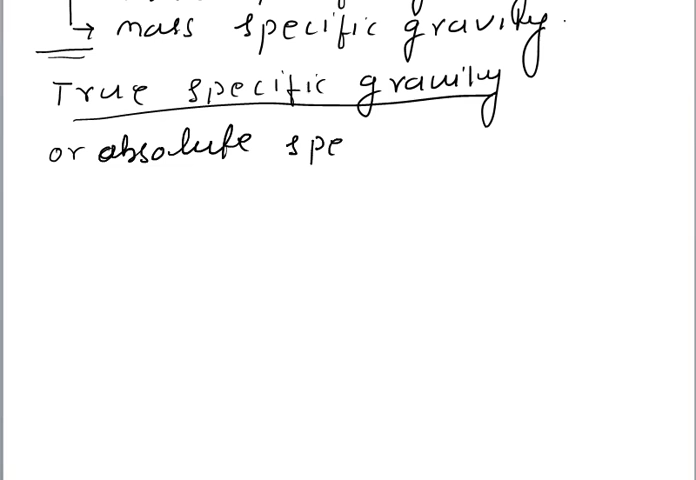 ↳ mass specific gravity.
True specific gravity
or absolute spe